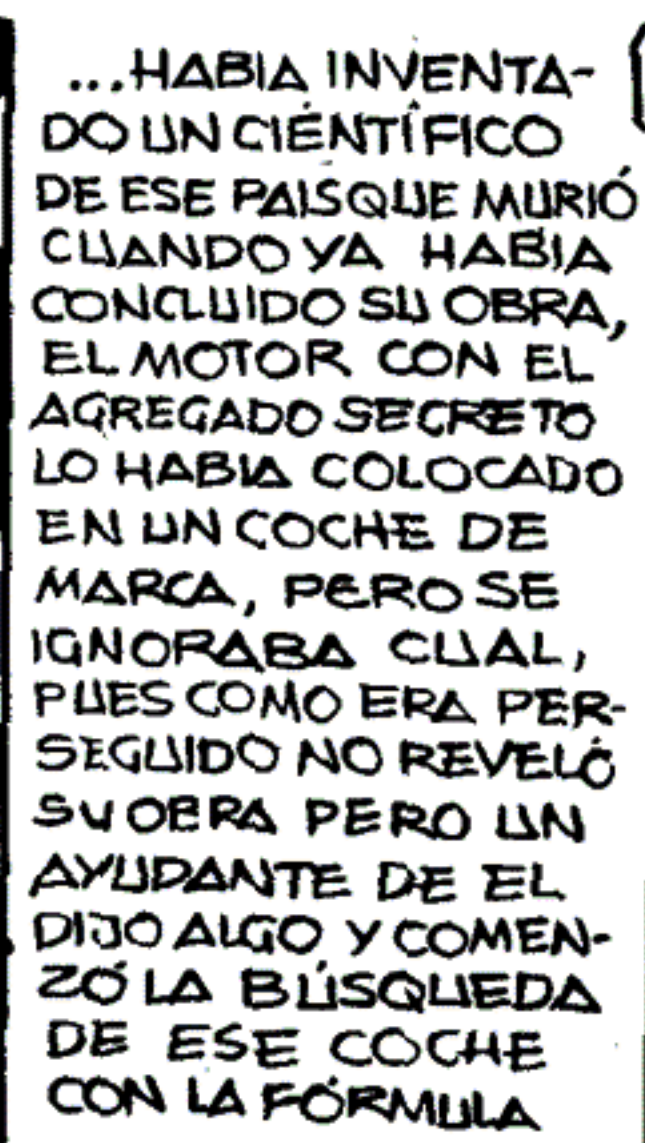 ...HABIA INVENTA-
DO UN CIENTÍFICO
DE ESE PAIS QUE MURIÓ
CUANDO YA HABIA
CONCLUIDO SU OBRA,
EL MOTOR CON EL
AGREGADO SECRETO
LO HABIA COLOCADO
EN UN COCHE DE
MARCA, PERO SE
IGNORABA CUAL,
PUES COMO ERA PER-
SEGUIDO NO REVELÓ
SU OBRA PERO UN
AYUDANTE DE EL
DIJO ALGO Y COMEN-
ZÓ LA BÚSQUEDA
DE ESE COCHE
CON LA FÓRMULA